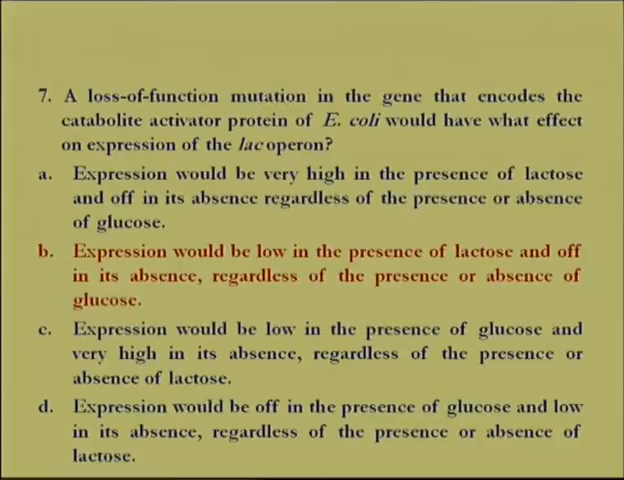 7. A loss-of-function mutation in the gene that encodes the
catabolite activator protein of E. coli would have what effect
on expression of the lac operon?
a. Expression would be very high in the presence of lactose
and off in its absence regardless of the presence or absence
of glucose.
b. Expression would be low in the presence of lactose and off
in its absence, regardless of the presence or absence of
glucose.
c. Expression would be low in the presence of glucose and
very high in its absence, regardless of the presence or
absence of lactose.
d. Expression would be off in the presence of glucose and low
in its absence, regardless of the presence or absence of
lactose.